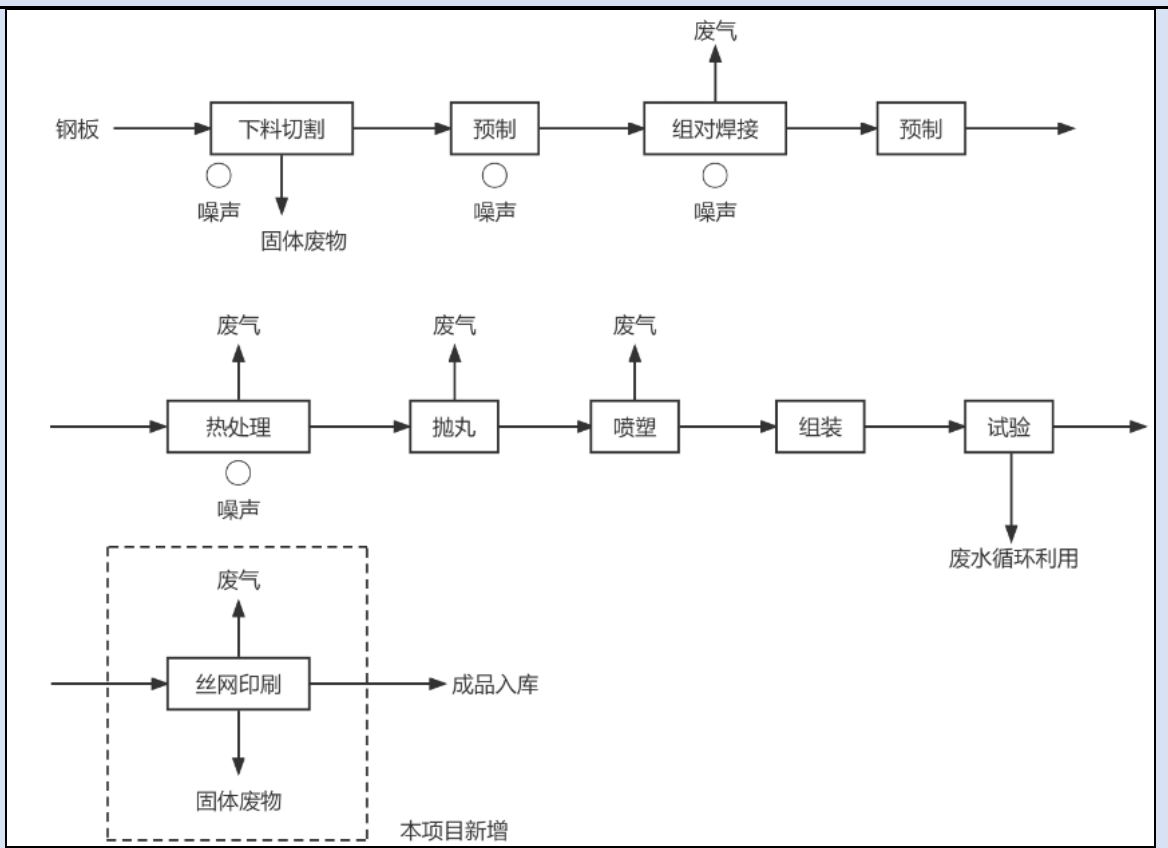 废气
钢板
下料切割
预制
组对焊接
预制
噪声
噪声
噪声
固体废物
废气
废气
废气
热处理
抛丸
喷塑
组装
试验
噪声
废水循环利用
废气
丝网印刷
成品入库
固体废物
本项目新增